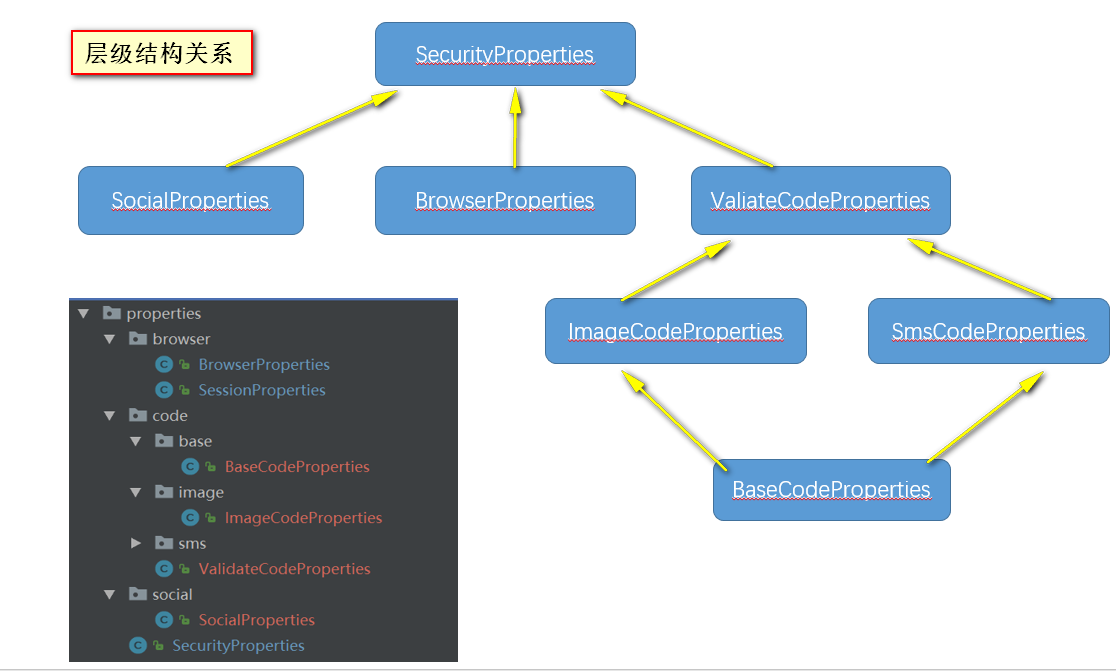 层级结构关系
SecurityProperties
SocialProperties
BrowserProperties
ValiateCodeProperties
ImageCodeProperties
SmsCodeProperties
BaseCodeProperties
properties
browser
C BrowserProperties
C SessionProperties
code
base
C BaseCodeProperties
image
C ImageCodeProperties
sms
C ValidateCodeProperties
social
C SocialProperties
C SecurityProperties